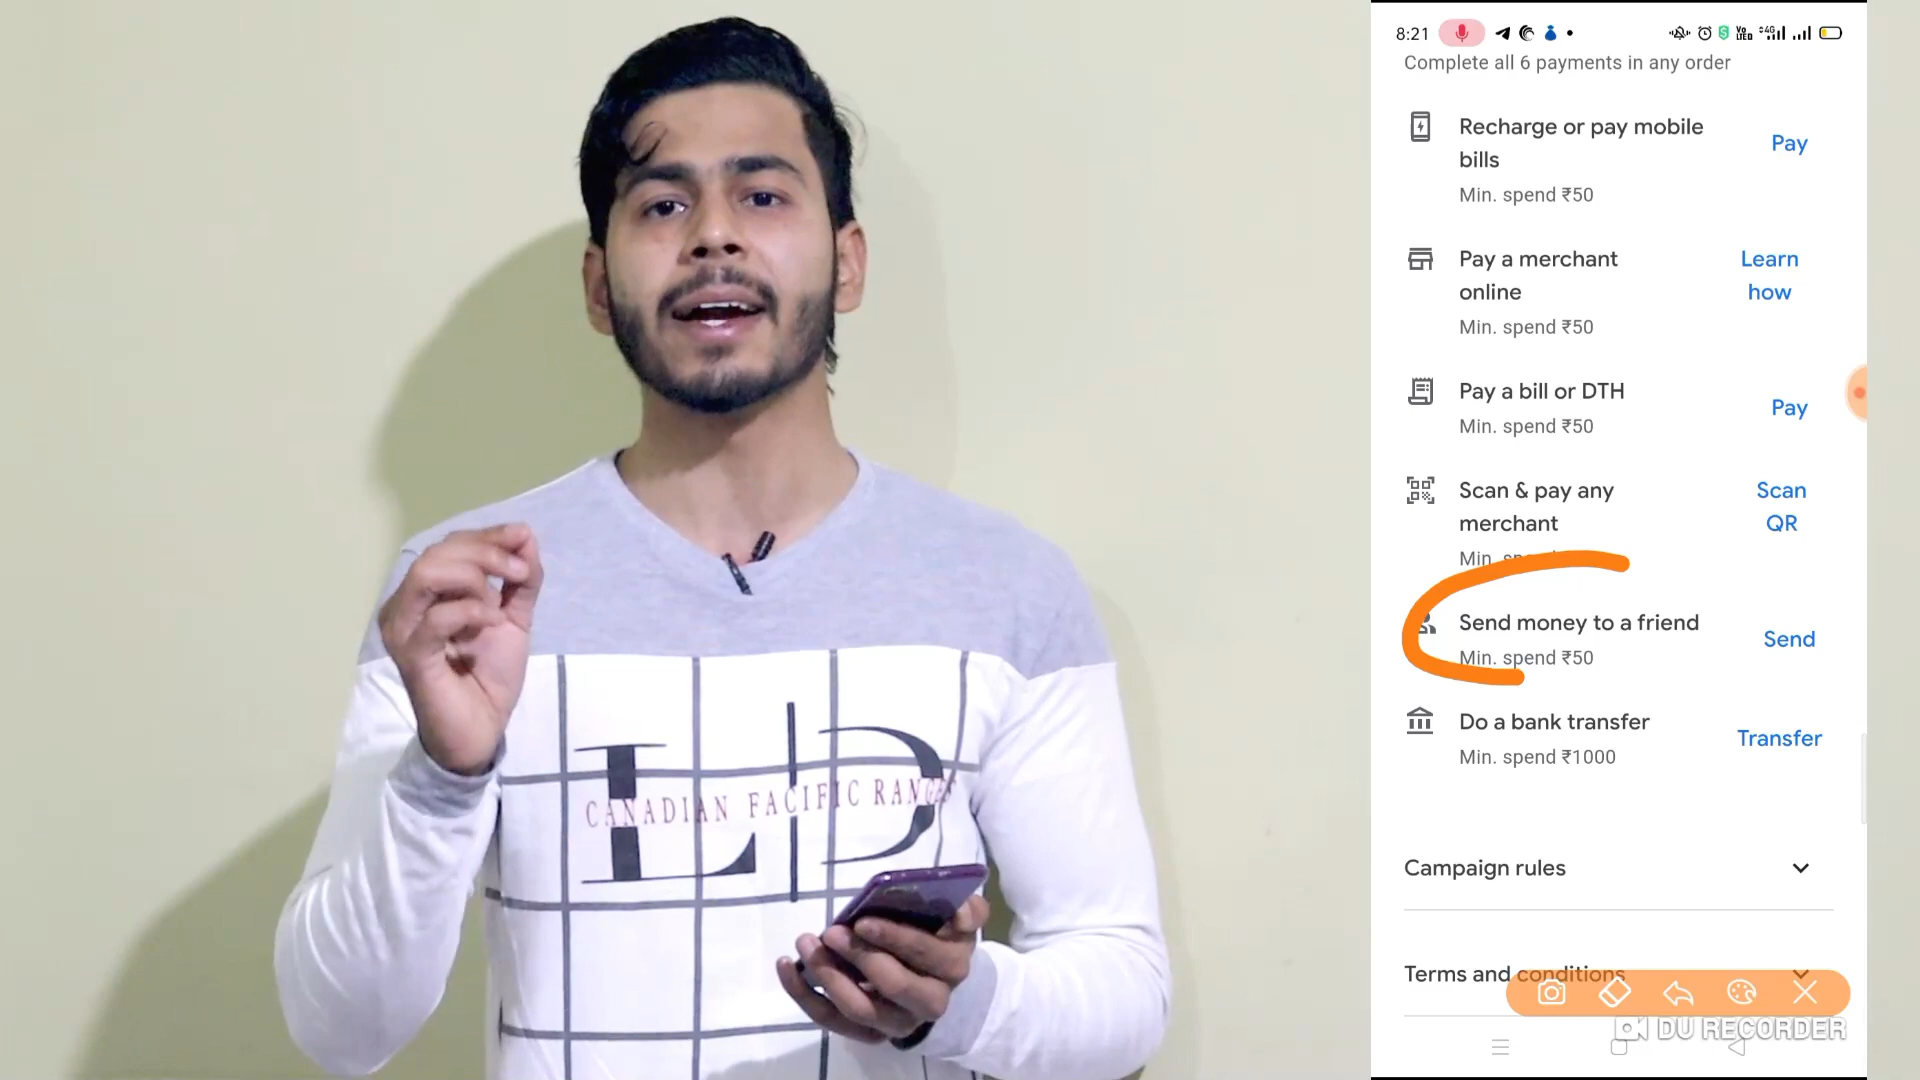 8:21
Complete all 6 payments in any order
Recharge or pay mobile
bills
Pay
Min. spend ₹50
Pay a merchant
online
Learn
how
Min. spend ₹50
Pay a bill or DTH
Pay
Min. spend ₹50
Scan & pay any
merchant
Scan
QR
Min.
Send money to a friend
Send
Min. spend ₹50
Do a bank transfer
Transfer
Min. spend ₹1000
Campaign rules
Terms and conditions
DU RECORDER
LD
CANADIAN FACIFIC RANGES